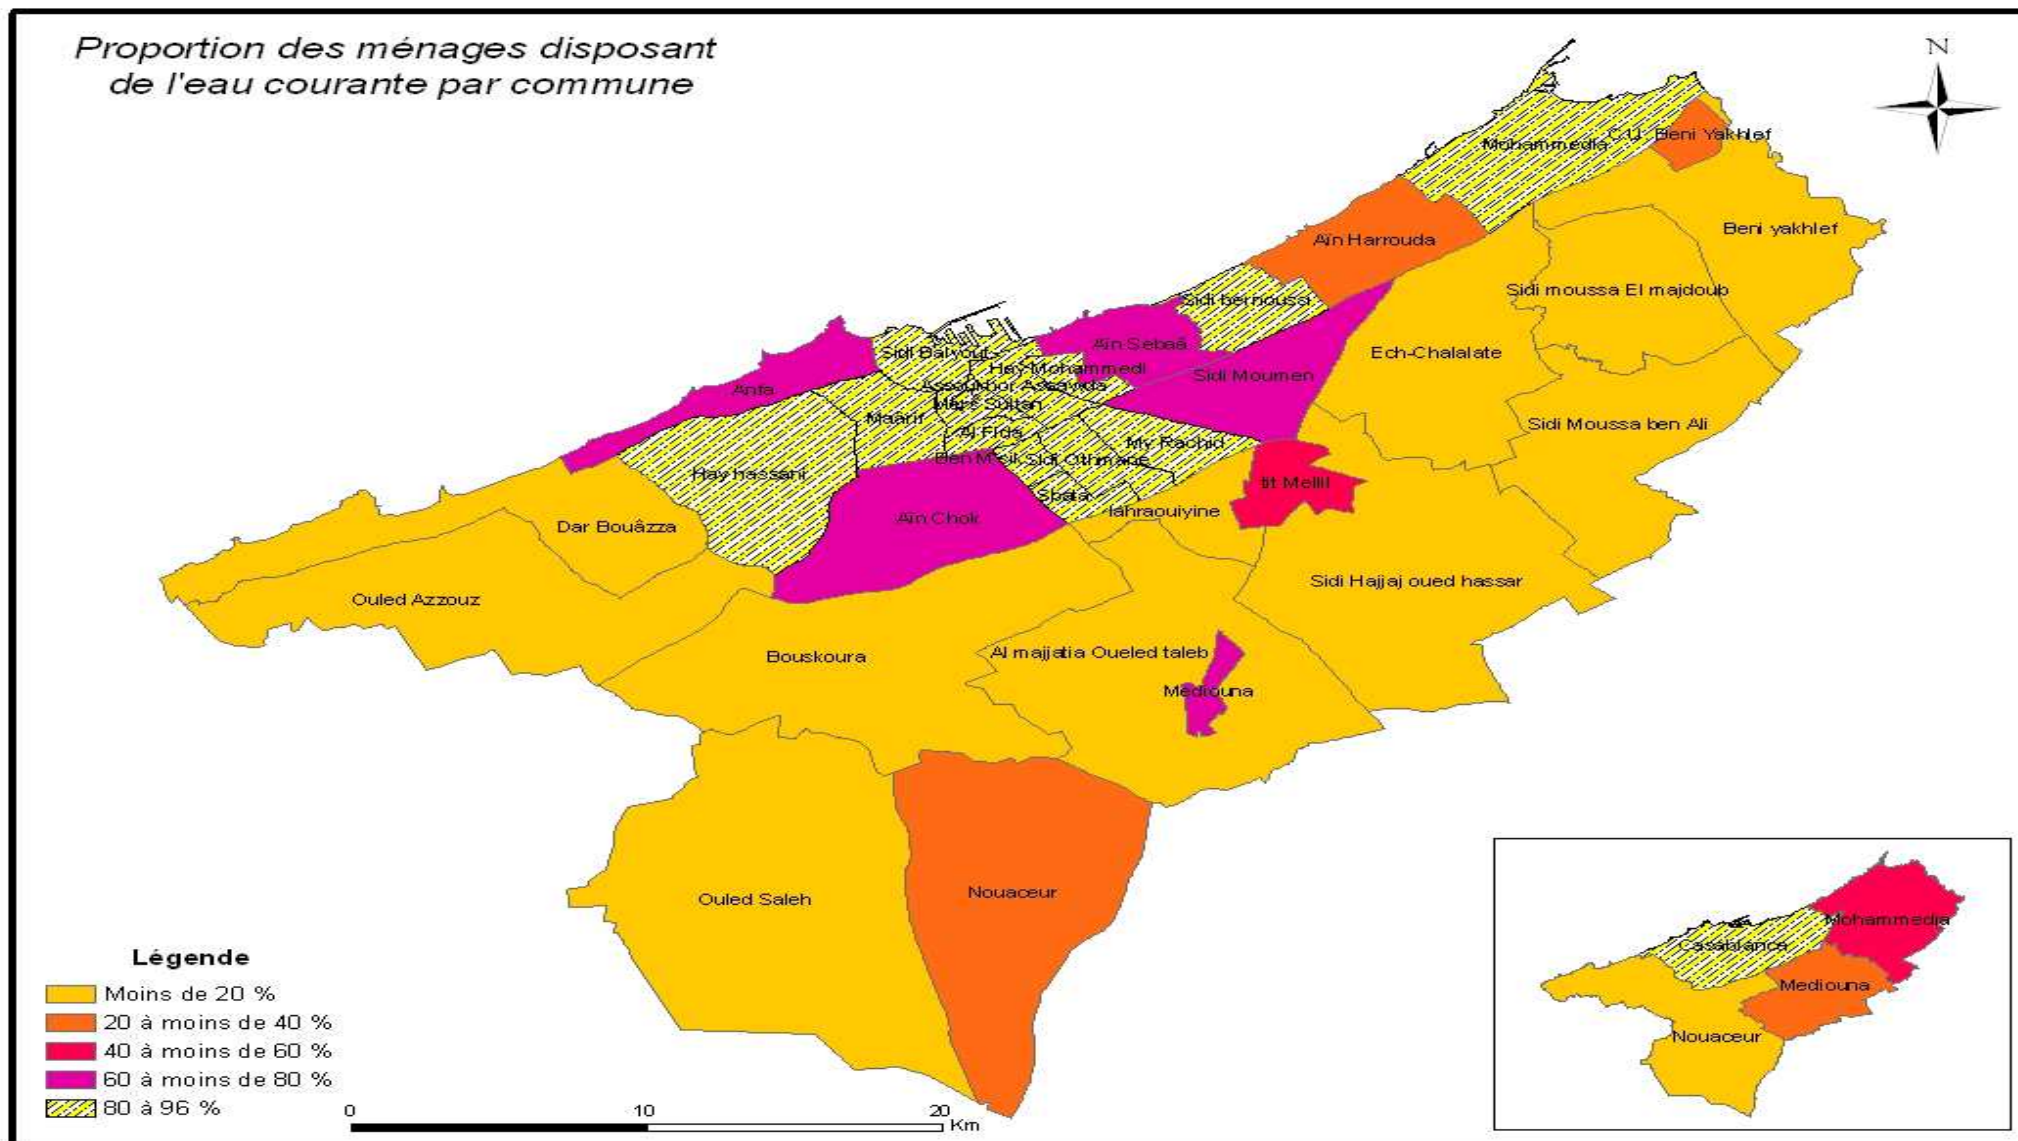 Proportion des ménages disposant
de l'eau courante par commune
N
C.U. Beni Yakhlef
Mohammedia
Beni yakhlef
Aïn Harrouda
Sidi moussa El majdoub
Sidi bernoussi
Aïn Sebaâ
Sidi Balyout
Ech-Chalalate
Hay Mohammedi
Sidi Moumen
Assoukhor Assawda
Anfa
Mers Sultan
Maârif
Sidi Moussa ben Ali
Al Fida
My Rachid
Ben M'sik
Sidi Othmane
Hay hassani
tit Mellil
Sbata
lahraouiyine
Aïn Chok
Dar Bouâzza
Sidi Hajjaj oued hassar
Ouled Azzouz
Al majjatia Oueled taleb
Bouskoura
Mediouna
Ouled Saleh
Nouaceur
Légende
Moins de 20 %
20 à moins de 40 %
40 à moins de 60 %
60 à moins de 80 %
80 à 96 %
0
10
20
Km
Mohammedia
Casablanca
Mediouna
Nouaceur